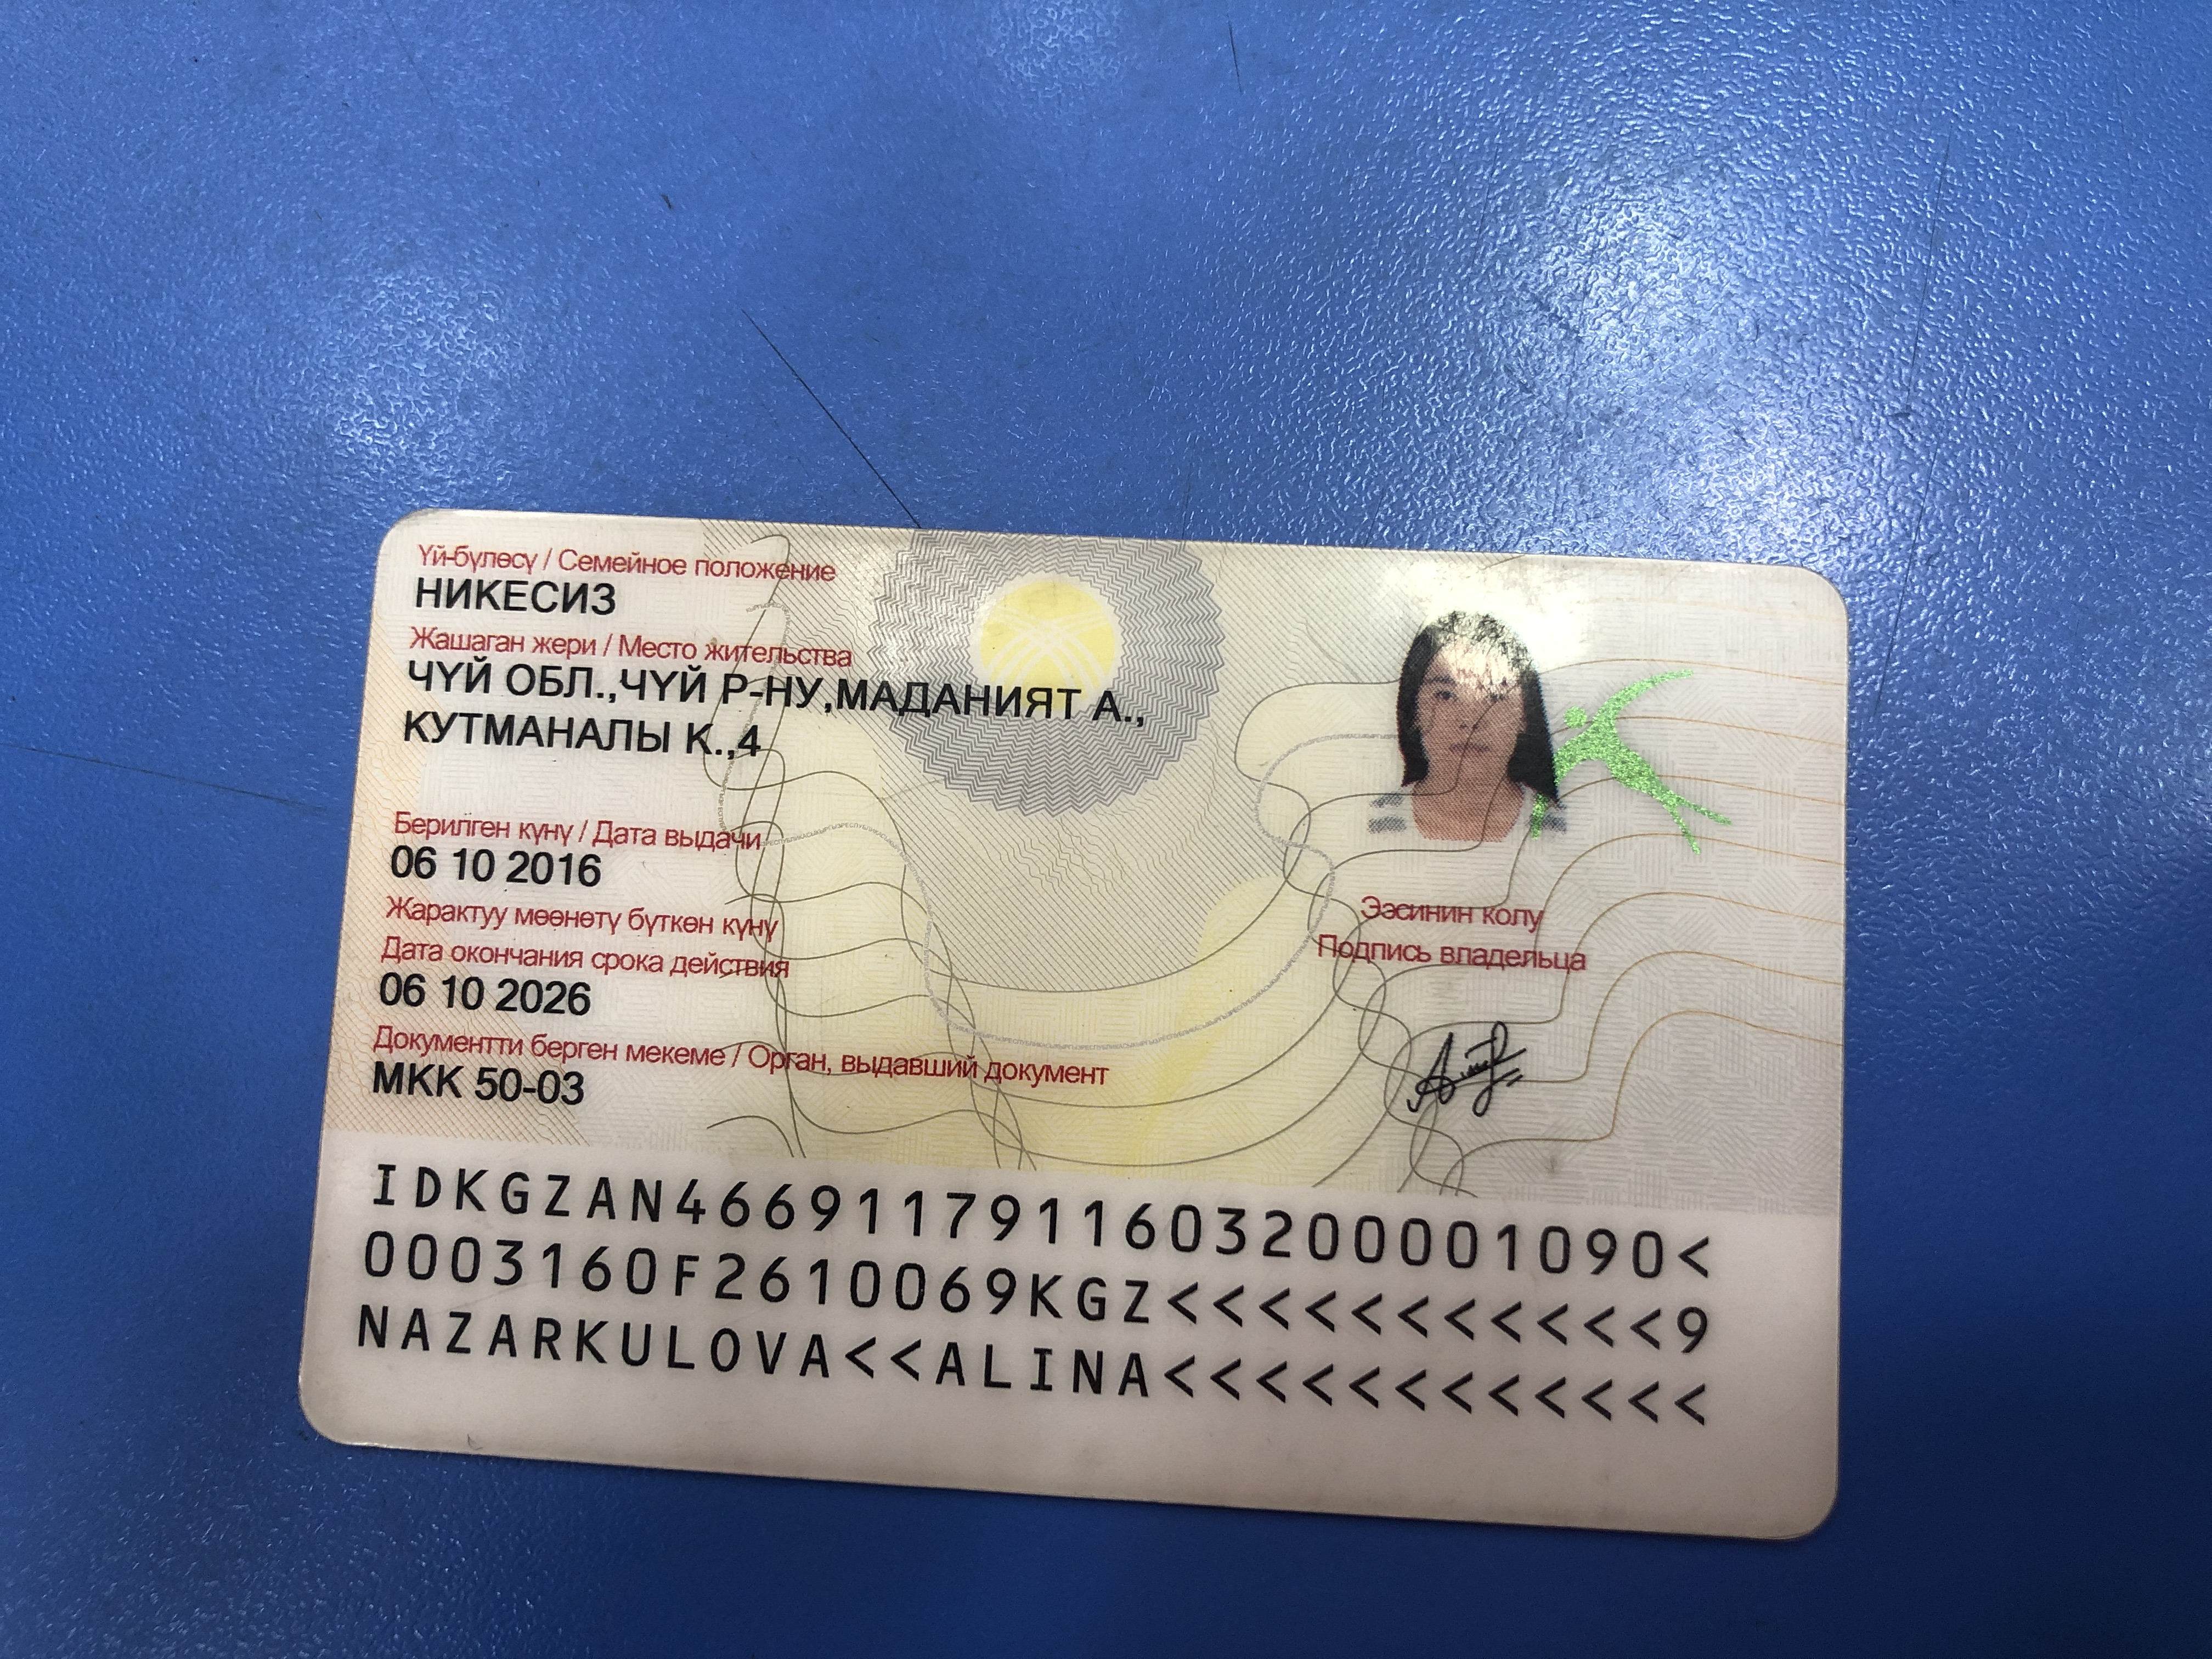 Үй-бүлөсү / Семейное положение
НИКЕСИЗ
Жашаган жери / Место жительства
ЧҮЙ ОБЛ.,ЧҮЙ Р-НУ,МАДАНИЯТ А.,
КУТМАНАЛЫ К.,4
Берилген күнү / Дата выдачи
06 10 2016
Жарактуу мөөнөтү бүткөн күнү
Дата окончания срока действия
06 10 2026
Документти берген мекеме / Орган, выдавший документ
МКК 50-03
Ээсинин колу
Подпись владельца
IDKGZAN4669117911603200001090<
0003160F2610069KGZ<<<<<<<<<<<9
NAZARKULOVA<<ALINA<<<<<<<<<<<<